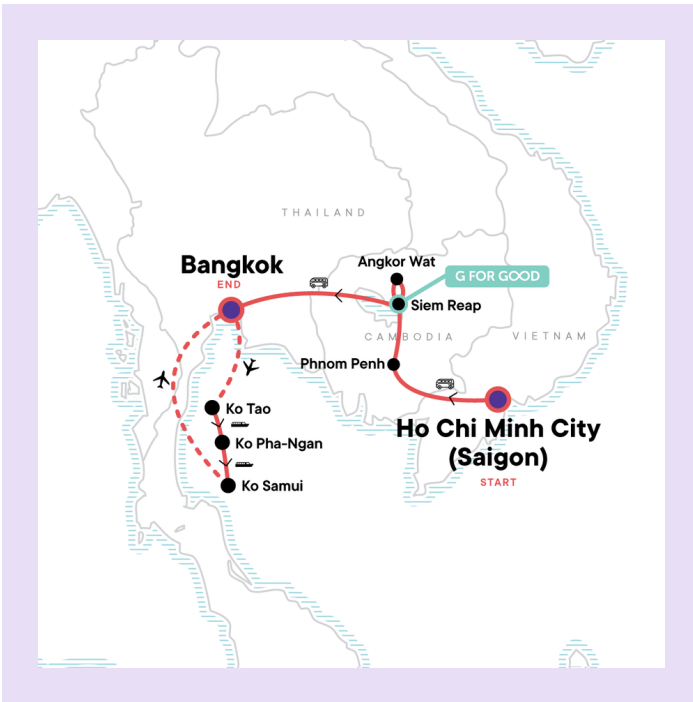 THAILAND
Bangkok
END
Angkor Wat
G FOR GOOD
Siem Reap
CAMBODIA
VIETNAM
Phnom Penh
Ko Tao
Ho Chi Minh City
(Saigon)
START
Ko Pha-Ngan
Ko Samui